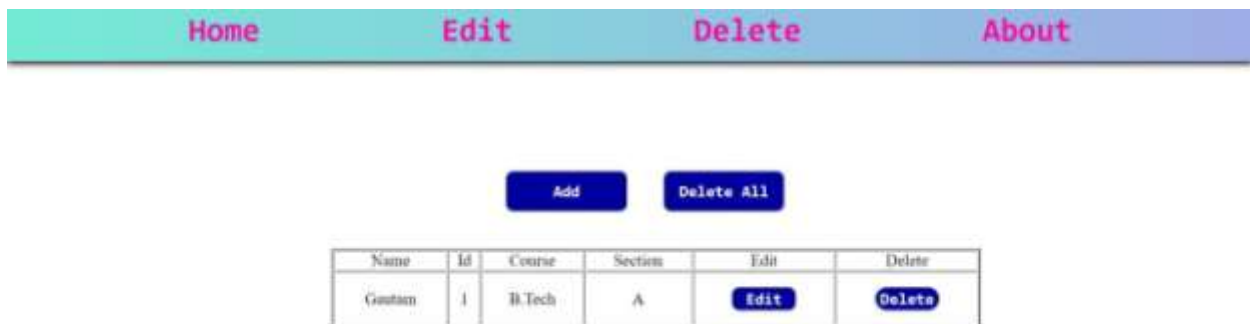 Home Edit Delete About
Add Delete All
Name Id Course Section Edit Delete
Gautam 1 B.Tech A Edit Delete